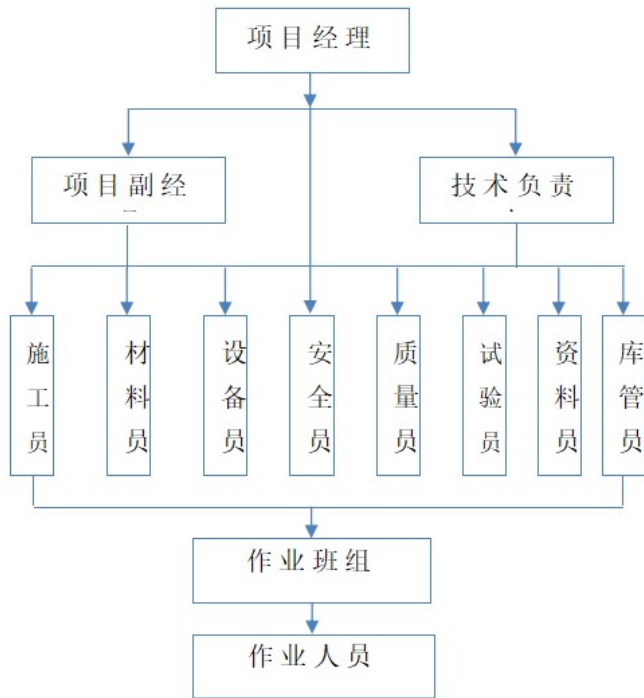 项目经理
项目副经
技术负责
施工员
材料员
设备员
安全员
质量员
试验员
资料员
库管员
作业班组
作业人员